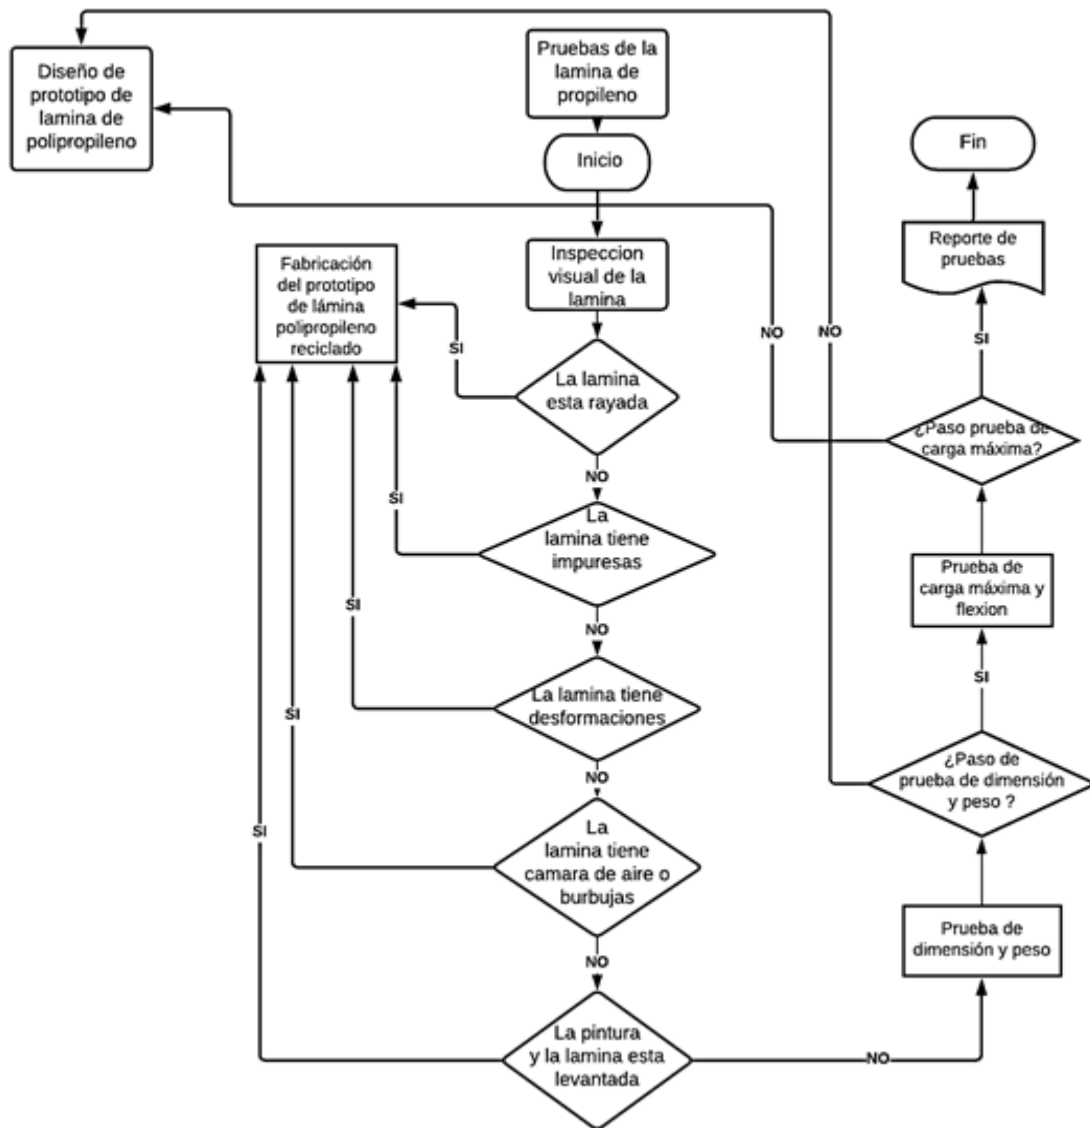 Diseño de
prototipo de
lamina de
polipropileno
Pruebas de la
lamina de
propileno
Inicio
Fin
Reporte de
pruebas
Inspeccion
visual de la
lamina
Fabricación
del prototipo
de lámina
polipropileno
reciclado
SI
NO
NO
SI
La lamina
esta rayada
¿Paso prueba de
carga máxima?
NO
SI
La
lamina tiene
impuresas
Prueba de
carga máxima y
flexion
SI
NO
SI
La lamina tiene
desformaciones
SI
NO
¿Paso de
prueba de dimensión
y peso ?
SI
La
lamina tiene
camara de aire o
burbujas
Prueba de
dimensión y peso
NO
La pintura
y la lamina esta
levantada
NO